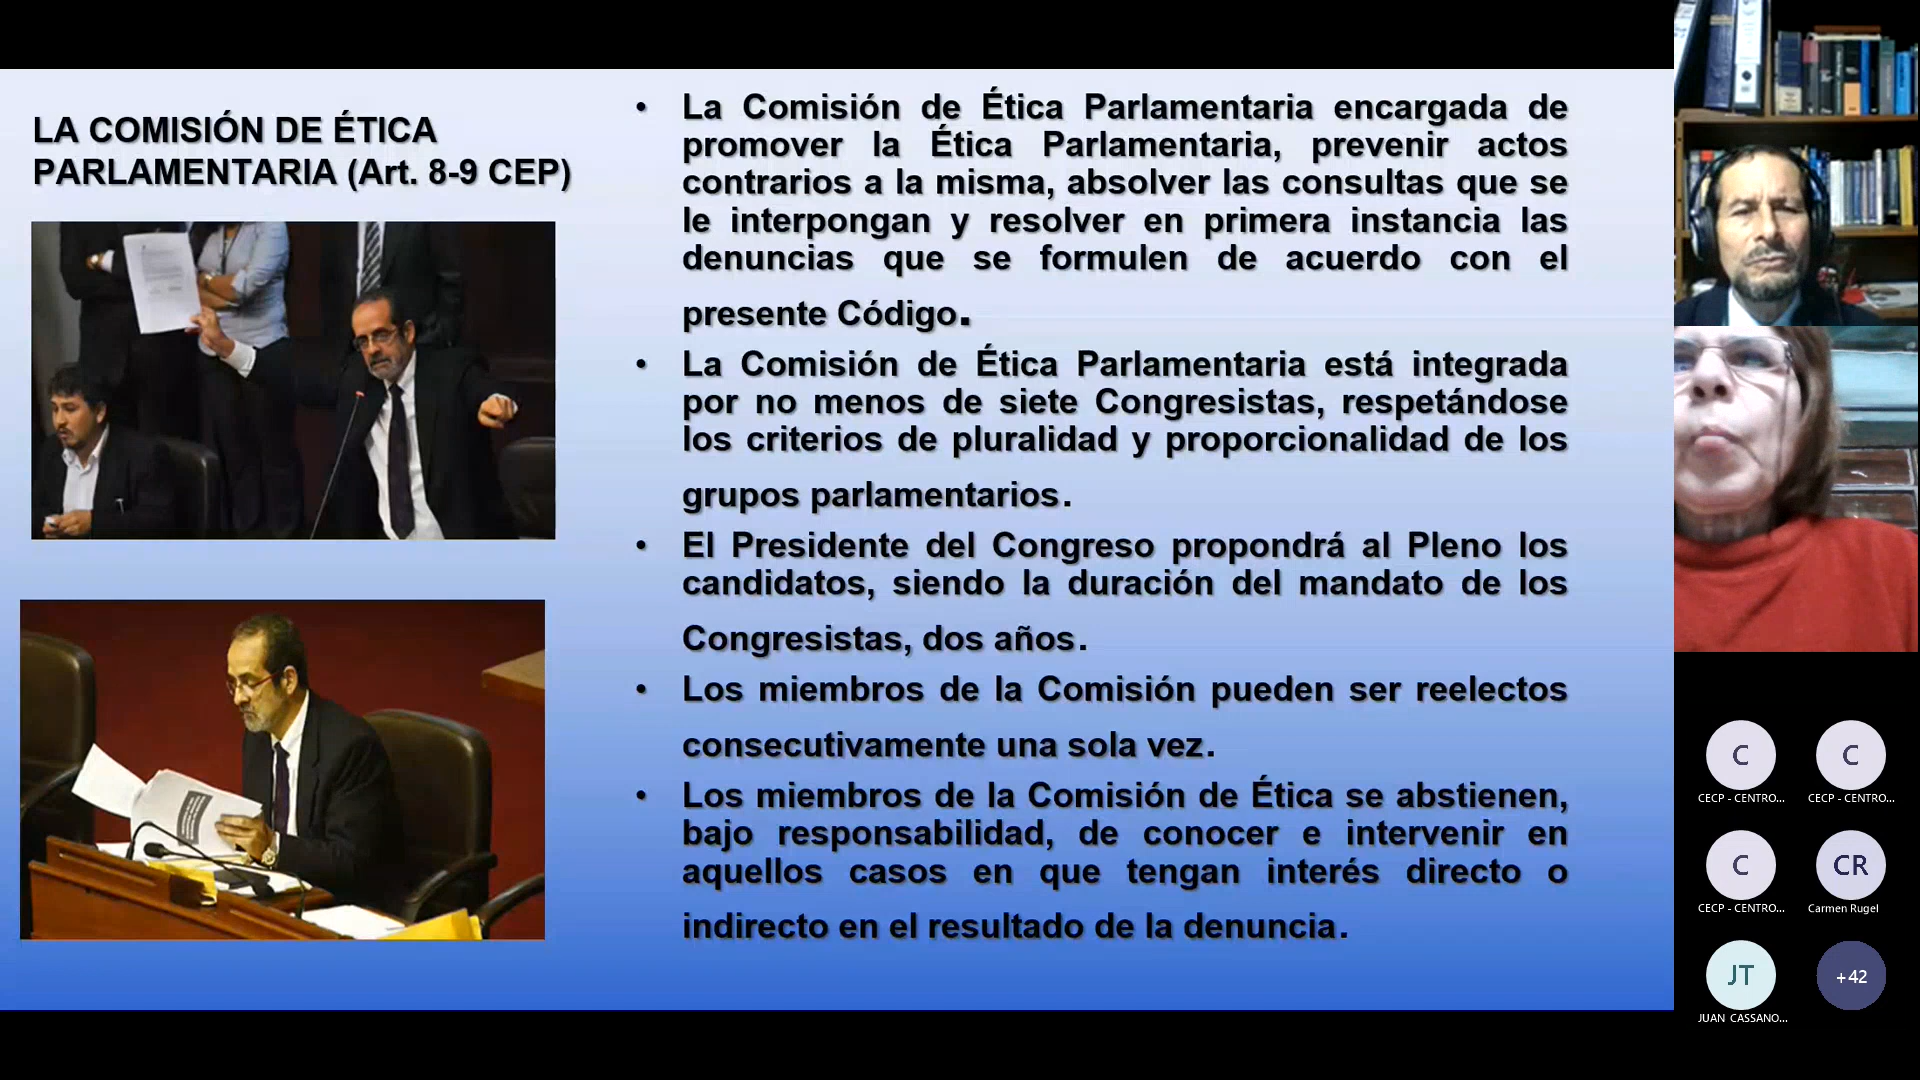 LA COMISIÓN DE ÉTICA
PARLAMENTARIA (Art. 8-9 CEP)
• La Comisión de Ética Parlamentaria encargada de
promover la Ética Parlamentaria, prevenir actos
contrarios a la misma, absolver las consultas que se
le interpongan y resolver en primera instancia las
denuncias que se formulen de acuerdo con el
presente Código.
• La Comisión de Ética Parlamentaria está integrada
por no menos de siete Congresistas, respetándose
los criterios de pluralidad y proporcionalidad de los
grupos parlamentarios.
• El Presidente del Congreso propondrá al Pleno los
candidatos, siendo la duración del mandato de los
Congresistas, dos años.
• Los miembros de la Comisión pueden ser reelectos
consecutivamente una sola vez.
• Los miembros de la Comisión de Ética se abstienen,
bajo responsabilidad, de conocer e intervenir en
aquellos casos en que tengan interés directo o
indirecto en el resultado de la denuncia.
C
CECP - CENTRO...
C
CECP - CENTRO...
C
CECP - CENTRO...
CR
Carmen Rugel
JT
JUAN CASSANO...
+42